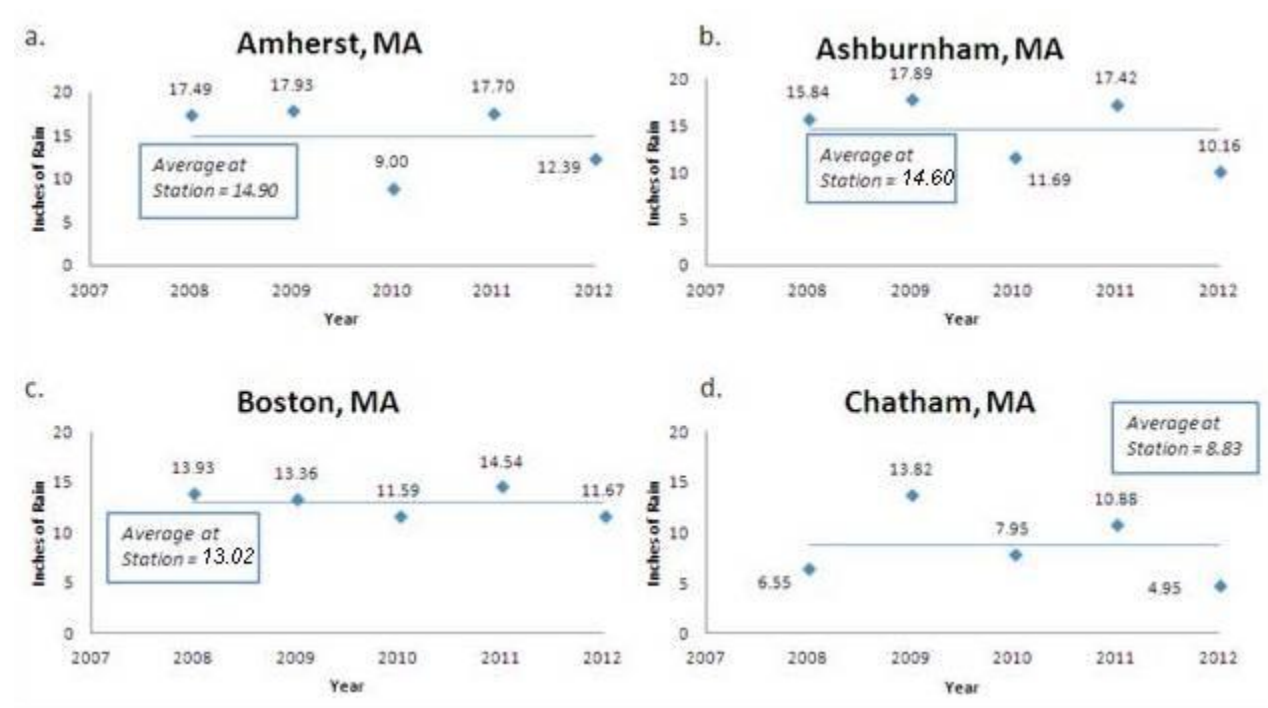 a.
Amherst, MA
20
15
10
5
0
Inches of Rain
17.49
17.93
9.00
17.70
12.39
Average at
Station = 14.90
2007
2008
2009
2010
2011
2012
Year
b.
Ashburnham, MA
20
15
10
5
0
Inches of Rain
15.84
17.89
11.69
17.42
10.16
Average at
Station = 14.60
2007
2008
2009
2010
2011
2012
Year
c.
Boston, MA
20
15
10
5
0
Inches of Rain
13.93
13.36
11.59
14.54
11.67
Average at
Station = 13.02
2007
2008
2009
2010
2011
2012
Year
d.
Chatham, MA
Average at
Station = 8.83
20
15
10
5
0
Inches of Rain
6.55
13.82
7.95
10.88
4.95
2007
2008
2009
2010
2011
2012
Year